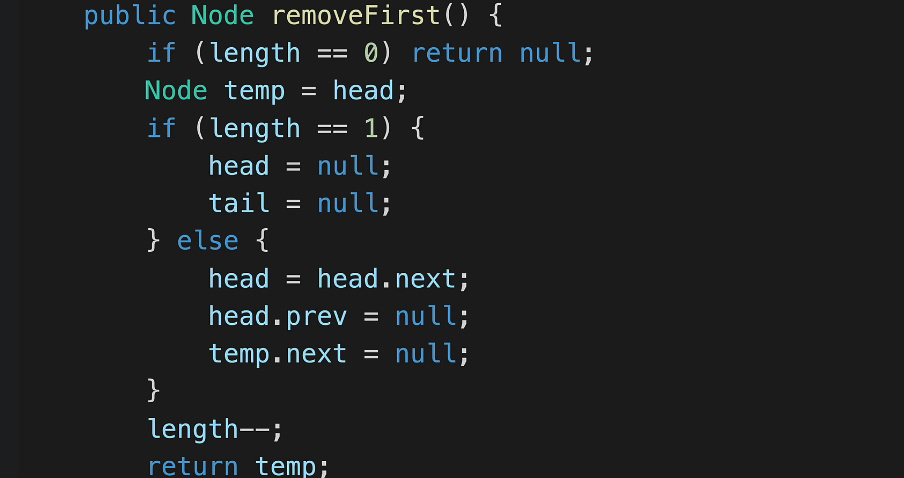 public Node removeFirst() {
    if (length == 0) return null;
    Node temp = head;
    if (length == 1) {
        head = null;
        tail = null;
    } else {
        head = head.next;
        head.prev = null;
        temp.next = null;
    }
    length--;
    return temp;